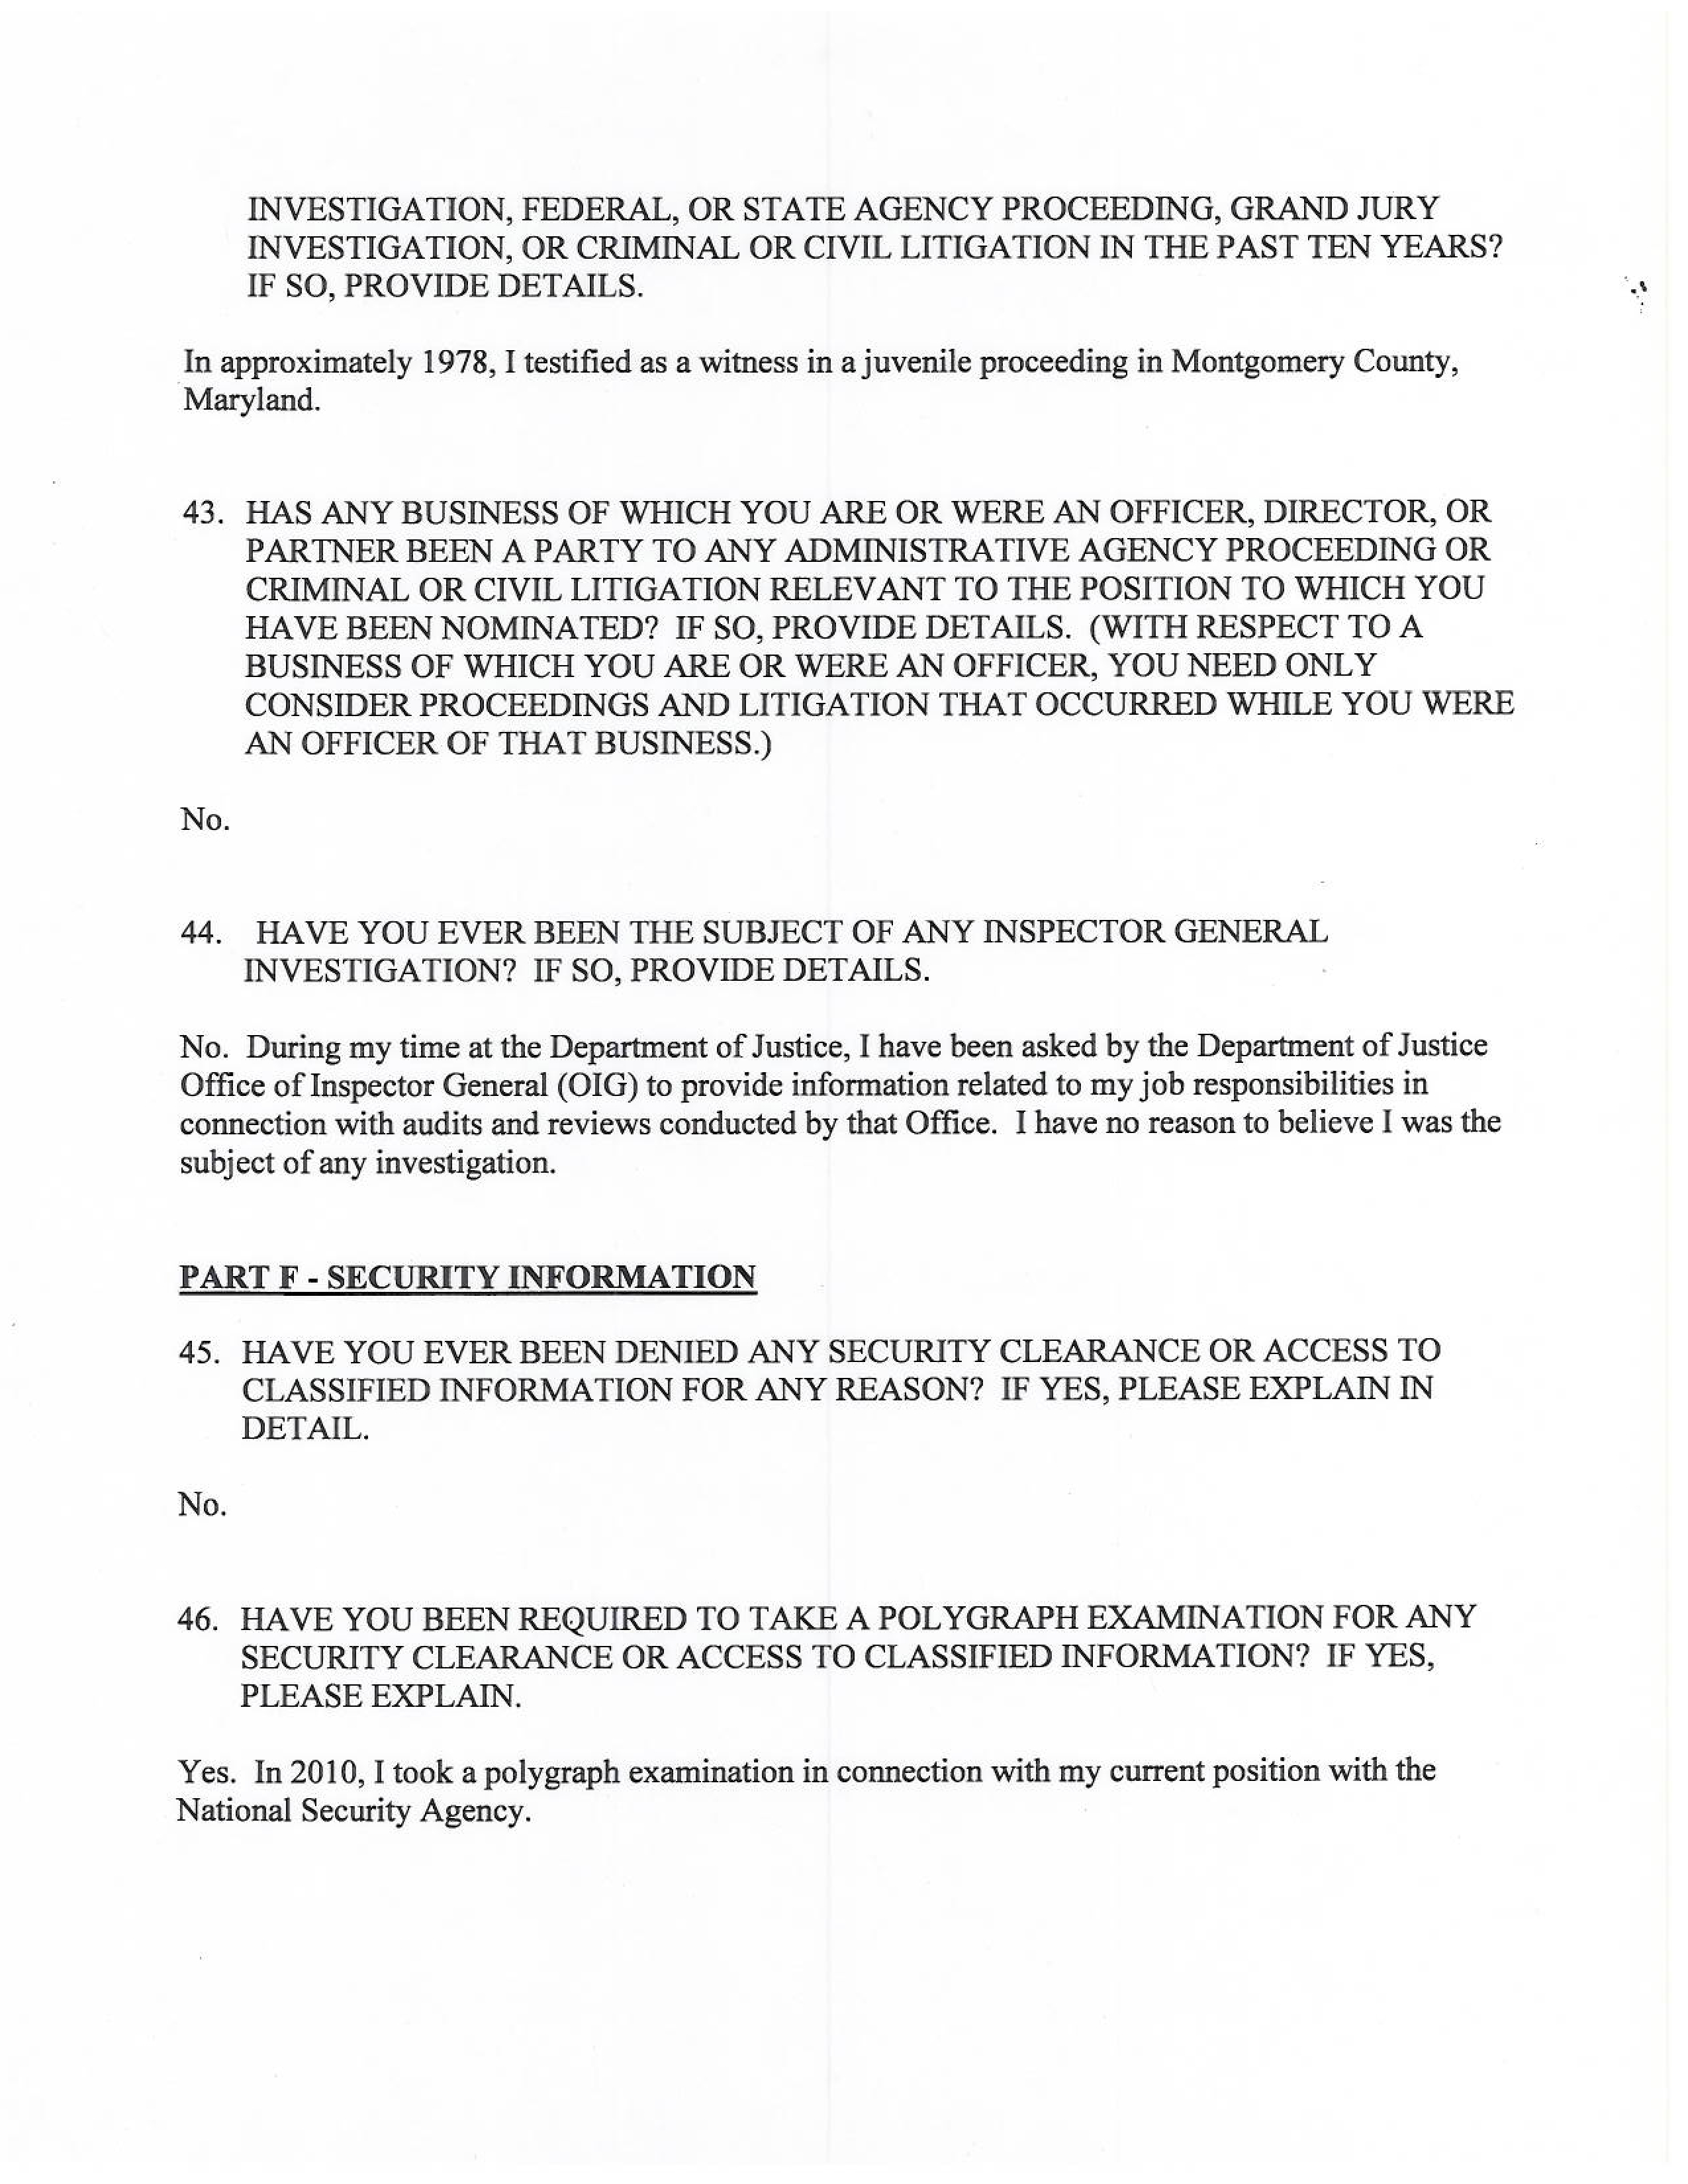 INVESTIGATION, FEDERAL, OR STATE AGENCY PROCEEDING, GRAND JURY
INVESTIGATION, OR CRIMINAL OR CIVIL LITIGATION IN THE PAST TEN YEARS?
IF SO, PROVIDE DETAILS.
In approximately 1978, I testified as a witness in a juvenile proceeding in Montgomery County,
Maryland.
43. HAS ANY BUSINESS OF WHICH YOU ARE OR WERE AN OFFICER, DIRECTOR, OR
PARTNER BEEN A PARTY TO ANY ADMINISTRATIVE AGENCY PROCEEDING OR
CRIMINAL OR CIVIL LITIGATION RELEVANT TO THE POSITION TO WHICH YOU
HAVE BEEN NOMINATED? IF SO, PROVIDE DETAILS. (WITH RESPECT TO A
BUSINESS OF WHICH YOU ARE OR WERE AN OFFICER, YOU NEED ONLY
CONSIDER PROCEEDINGS AND LITIGATION THAT OCCURRED WHILE YOU WERE
AN OFFICER OF THAT BUSINESS.)
No.
44. HAVE YOU EVER BEEN THE SUBJECT OF ANY INSPECTOR GENERAL
INVESTIGATION? IF SO, PROVIDE DETAILS.
No. During my time at the Department of Justice, I have been asked by the Department of Justice
Office of Inspector General (OIG) to provide information related to my job responsibilities in
connection with audits and reviews conducted by that Office. I have no reason to believe I was the
subject of any investigation.
PART F - SECURITY INFORMATION
45. HAVE YOU EVER BEEN DENIED ANY SECURITY CLEARANCE OR ACCESS TO
CLASSIFIED INFORMATION FOR ANY REASON? IF YES, PLEASE EXPLAIN IN
DETAIL.
No.
46. HAVE YOU BEEN REQUIRED TO TAKE A POLYGRAPH EXAMINATION FOR ANY
SECURITY CLEARANCE OR ACCESS TO CLASSIFIED INFORMATION? IF YES,
PLEASE EXPLAIN.
Yes. In 2010, I took a polygraph examination in connection with my current position with the
National Security Agency.